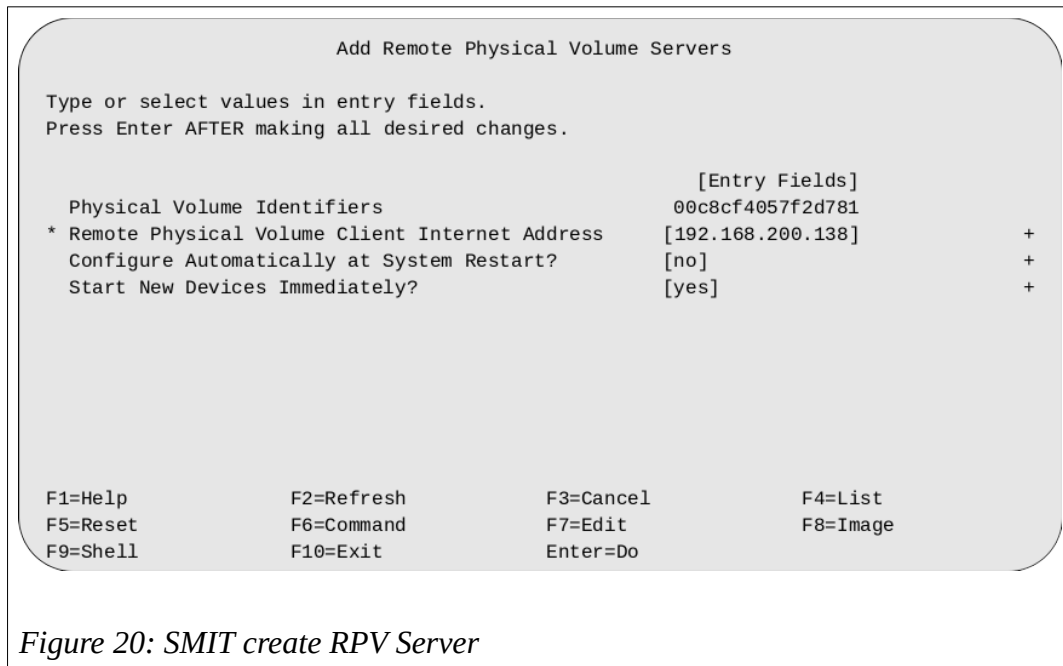 Add Remote Physical Volume Servers
Type or select values in entry fields.
Press Enter AFTER making all desired changes.
[Entry Fields]
Physical Volume Identifiers 00c8cf4057f2d781
* Remote Physical Volume Client Internet Address [192.168.200.138] +
Configure Automatically at System Restart? [no] +
Start New Devices Immediately? [yes] +
F1=Help F2=Refresh F3=Cancel F4=List
F5=Reset F6=Command F7=Edit F8=Image
F9=Shell F10=Exit Enter=Do
Figure 20: SMIT create RPV Server